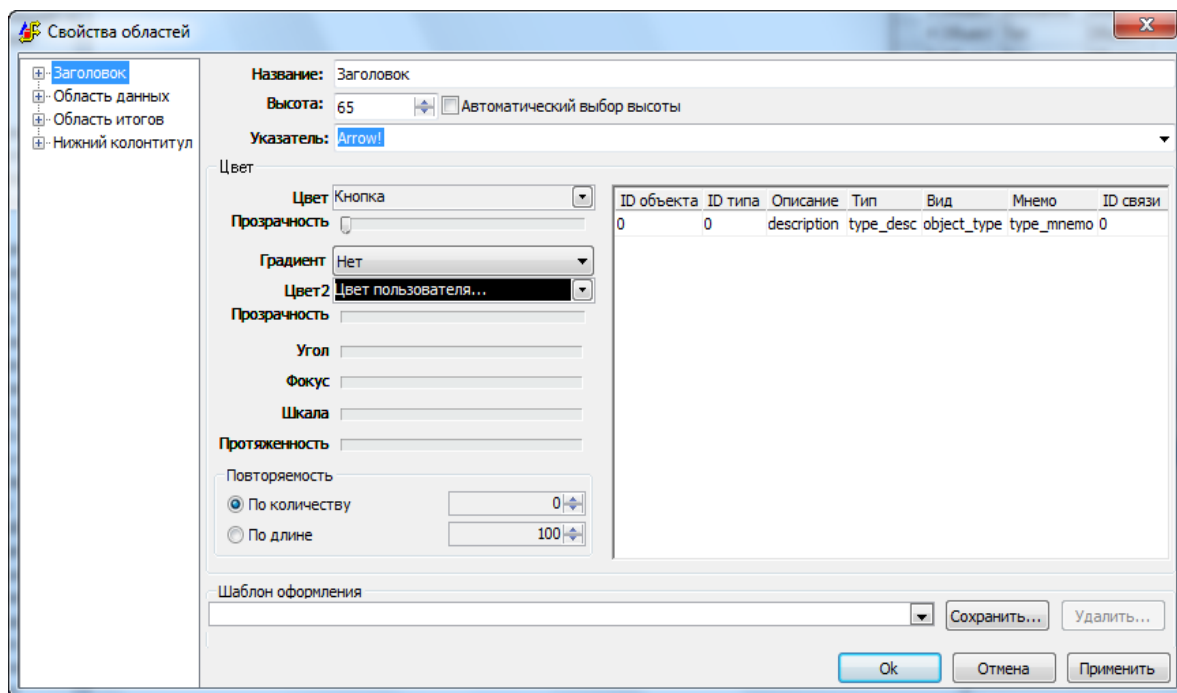 Свойства областей
Заголовок
Область данных
Область итогов
Нижний колонтитул
Название: Заголовок
Высота: 65 Автоматический выбор высоты
Указатель: Arrow!
Цвет
Цвет Кнопка
Прозрачность
Градиент Нет
Цвет2 Цвет пользователя...
Прозрачность
Угол
Фокус
Шкала
Протяженность
Повторяемость
По количеству 0
По длине 100
ID объекта ID типа Описание Тип Вид Мнемо ID связи
0 0 description type_desc object_type type_mnemo 0
Шаблон оформления
Сохранить... Удалить...
Ok Отмена Применить